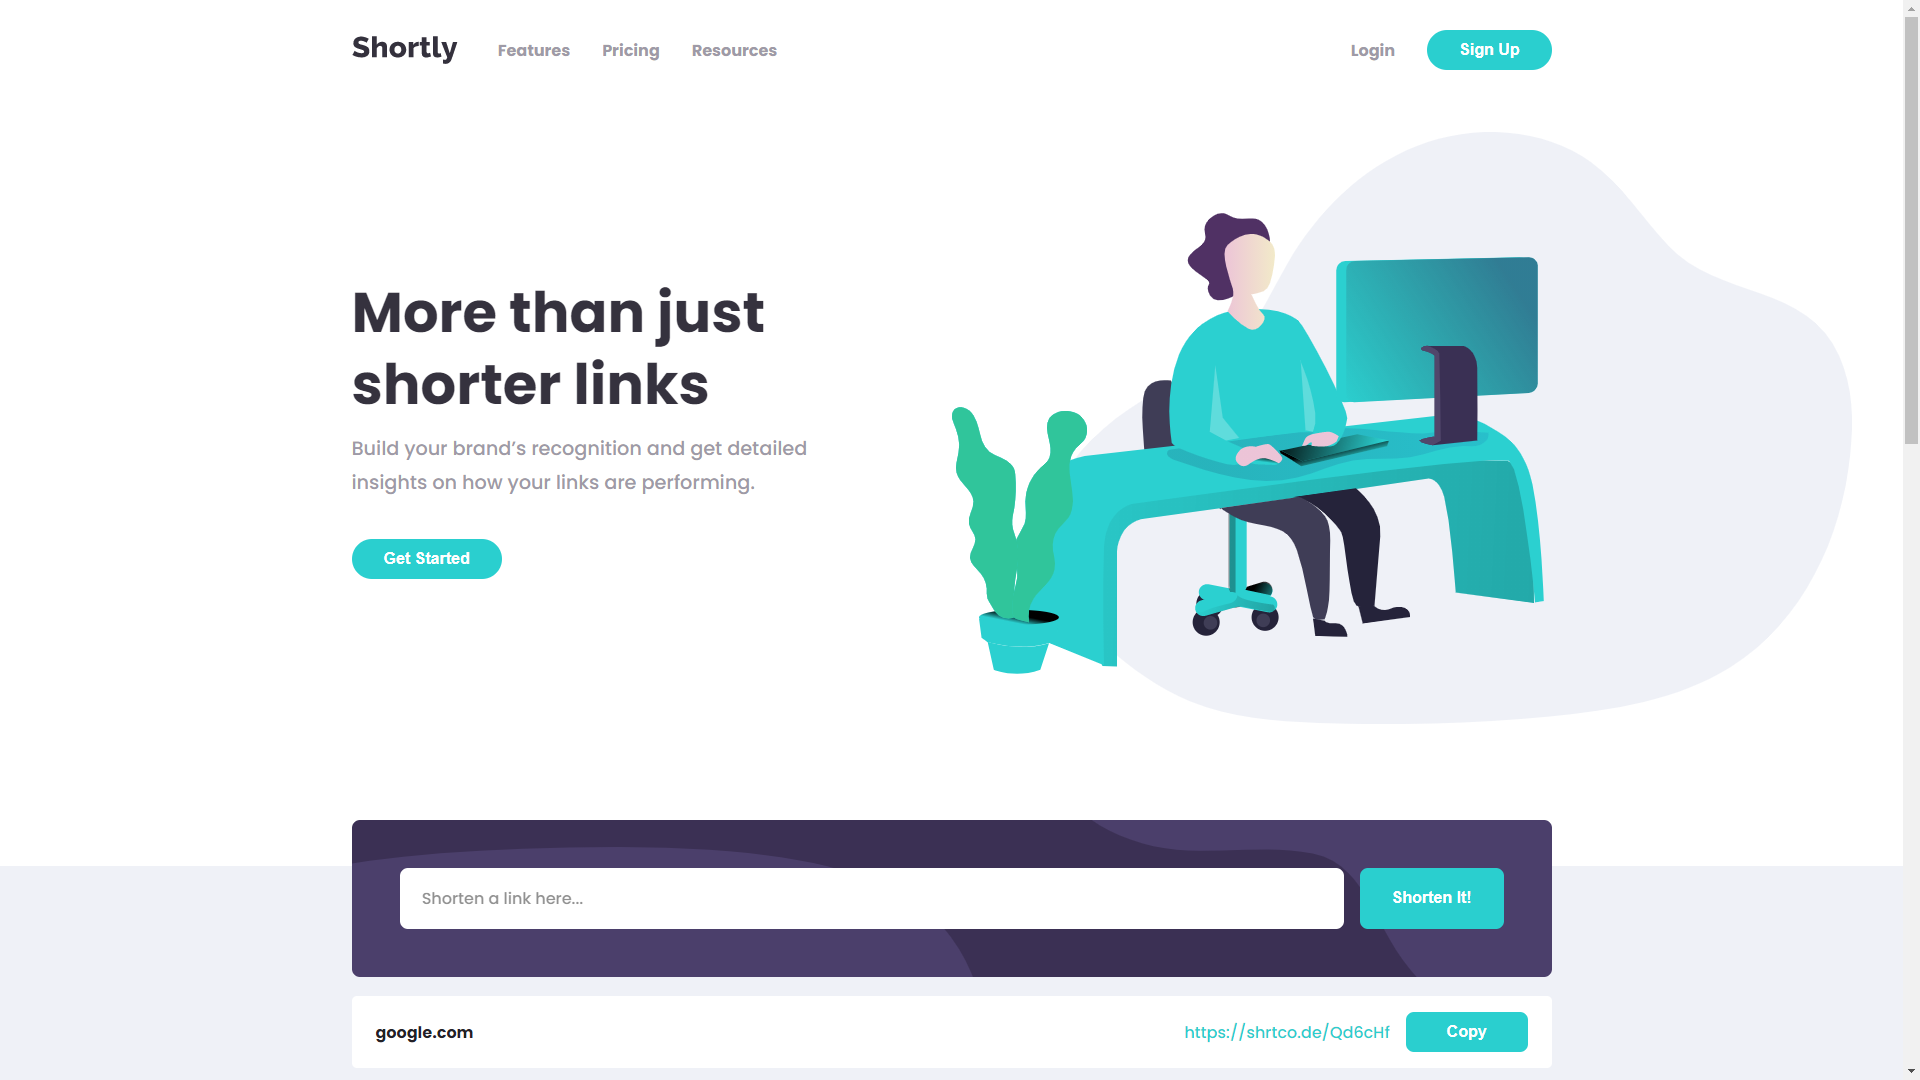 Shortly
Features
Pricing
Resources
Login
Sign Up
More than just
shorter links
Build your brand’s recognition and get detailed
insights on how your links are performing.
Get Started
Shorten a link here...
Shorten It!
google.com
https://shrtco.de/Qd6cHf
Copy